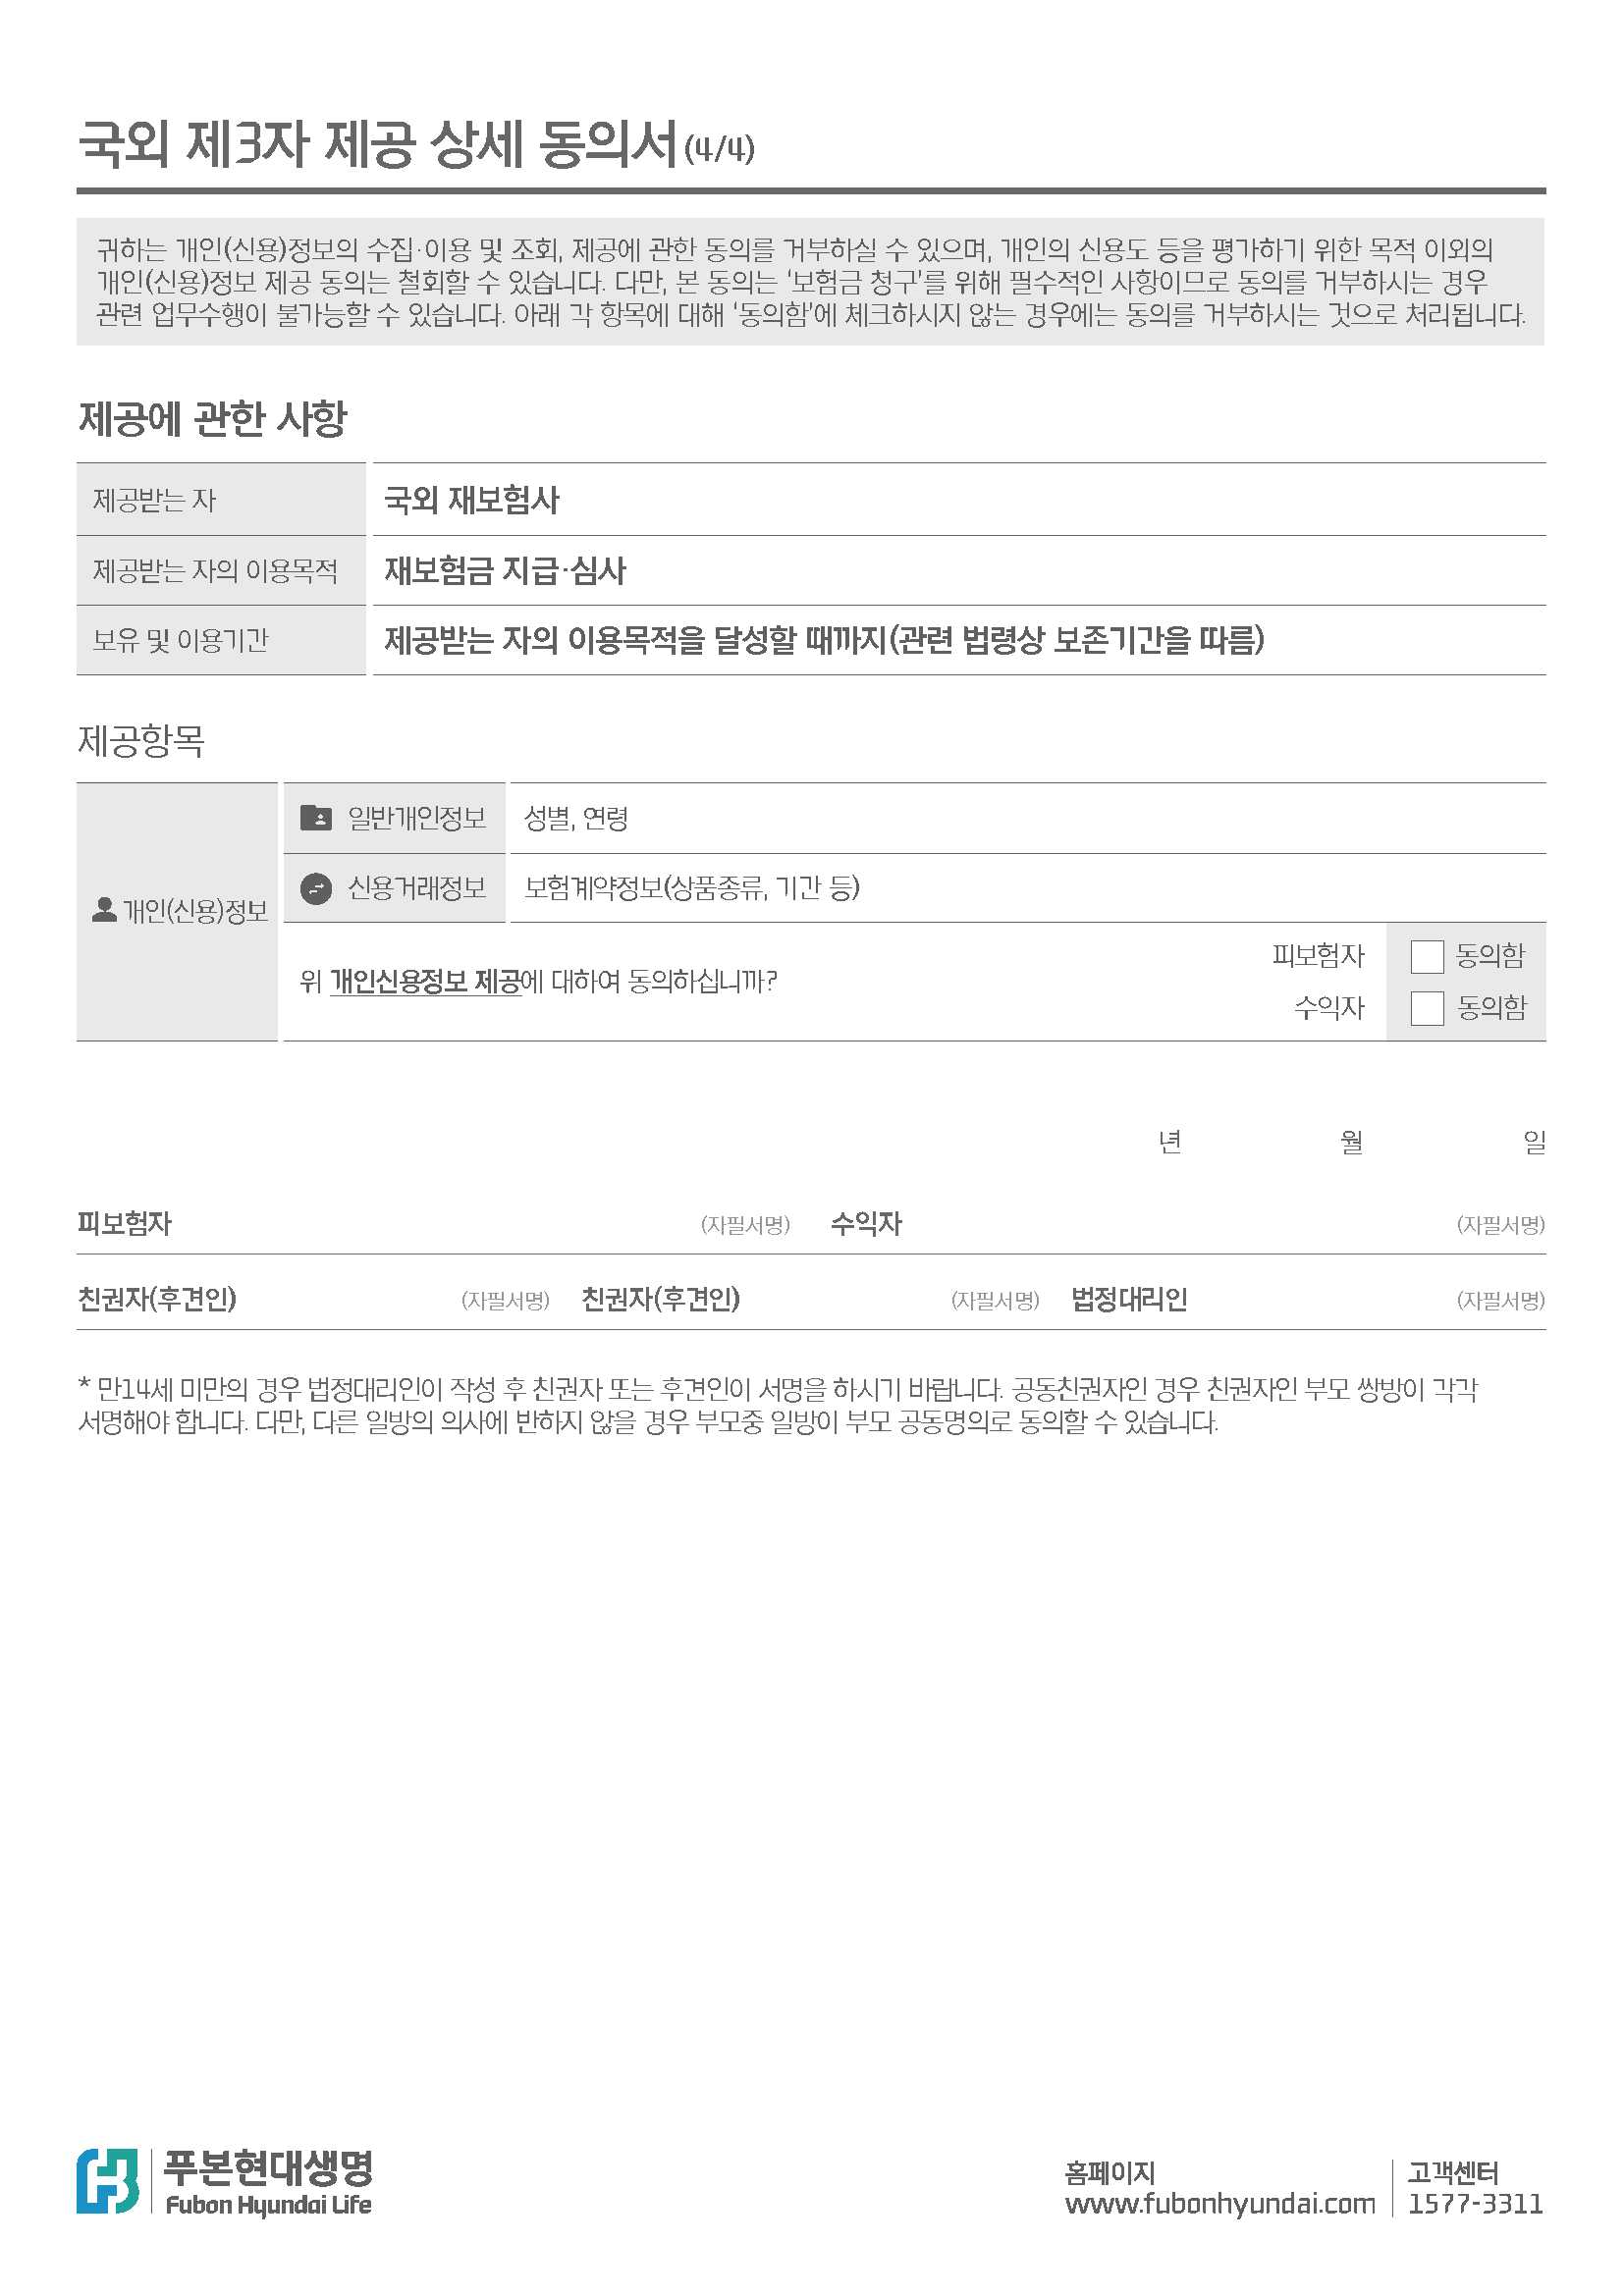 국외 제3자 제공 상세 동의서(4/4)
귀하는 개인(신용)정보의 수집·이용 및 조회, 제공에 관한 동의를 거부하실 수 있으며, 개인의 신용도 등을 평가하기 위한 목적 이외의
개인(신용)정보 제공 동의는 철회할 수 있습니다. 다만, 본 동의는 ‘보험금 청구’를 위해 필수적인 사항이므로 동의를 거부하시는 경우
관련 업무수행이 불가능할 수 있습니다. 아래 각 항목에 대해 ‘동의함’에 체크하시지 않는 경우에는 동의를 거부하시는 것으로 처리됩니다.
제공에 관한 사항
제공받는 자 국외 재보험사
제공받는 자의 이용목적 재보험금 지급·심사
보유 및 이용기간 제공받는 자의 이용목적을 달성할 때까지(관련 법령상 보존기간을 따름)
제공항목
개인(신용)정보
일반개인정보 성별, 연령
신용거래정보 보험계약정보(상품종류, 기간 등)
위 개인신용정보 제공에 대하여 동의하십니까?
피보험자 동의함
수익자 동의함
년 월 일
피보험자 (자필서명) 수익자 (자필서명)
친권자(후견인) (자필서명) 친권자(후견인) (자필서명) 법정대리인 (자필서명)
* 만14세 미만의 경우 법정대리인이 작성 후 친권자 또는 후견인이 서명을 하시기 바랍니다. 공동친권자인 경우 친권자인 부모 쌍방이 각각
서명해야 합니다. 다만, 다른 일방의 의사에 반하지 않을 경우 부모중 일방이 부모 공동명의로 동의할 수 있습니다.
푸본현대생명
Fubon Hyundai Life
홈페이지
www.fubonhyundai.com
고객센터
1577-3311